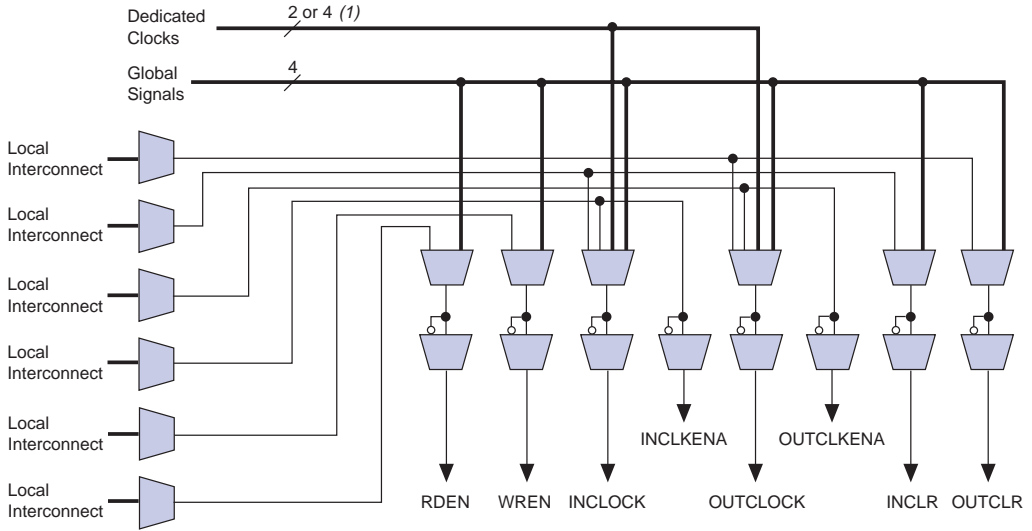 Dedicated
Clocks
2 or 4 (1)
Global
Signals
4
Local
Interconnect
Local
Interconnect
Local
Interconnect
Local
Interconnect
Local
Interconnect
Local
Interconnect
INCLKENA
OUTCLKENA
RDEN
WREN
INCLOCK
OUTCLOCK
INCLR
OUTCLR